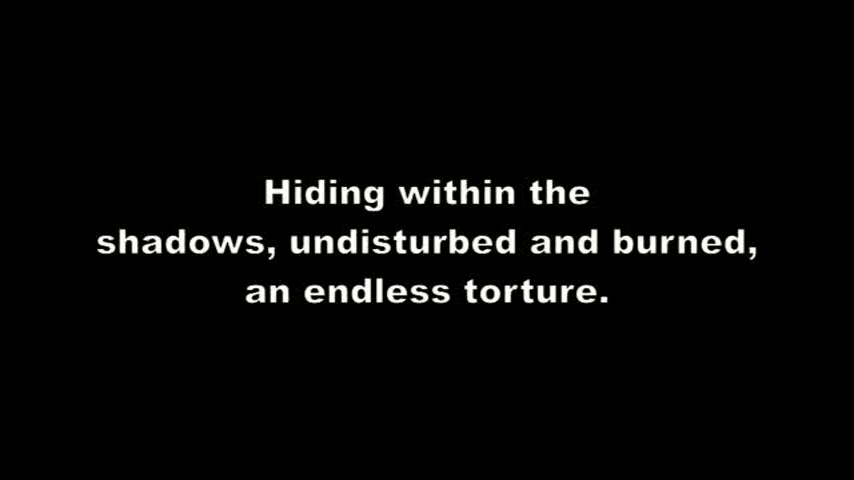 Hiding within the
shadows, undisturbed and burned,
an endless torture.